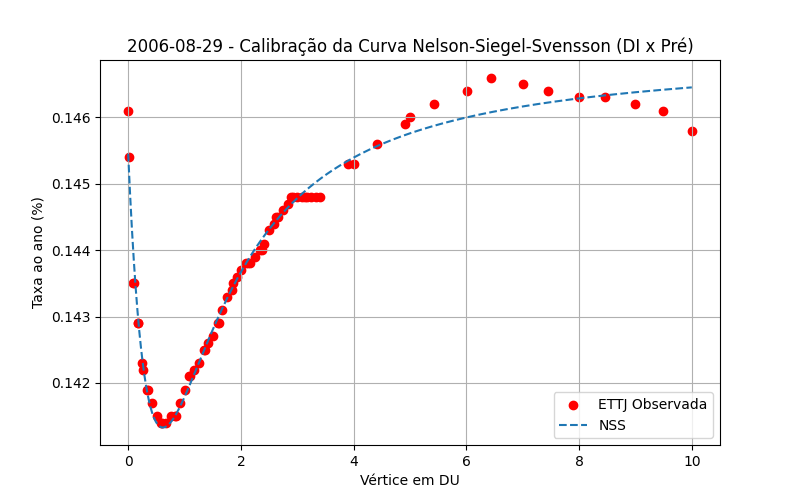 2006-08-29 - Calibração da Curva Nelson-Siegel-Svensson (DI x Pré)
Taxa ao ano (%)
0.146
0.145
0.144
0.143
0.142
ETTJ Observada
NSS
0 2 4 6 8 10
Vértice em DU